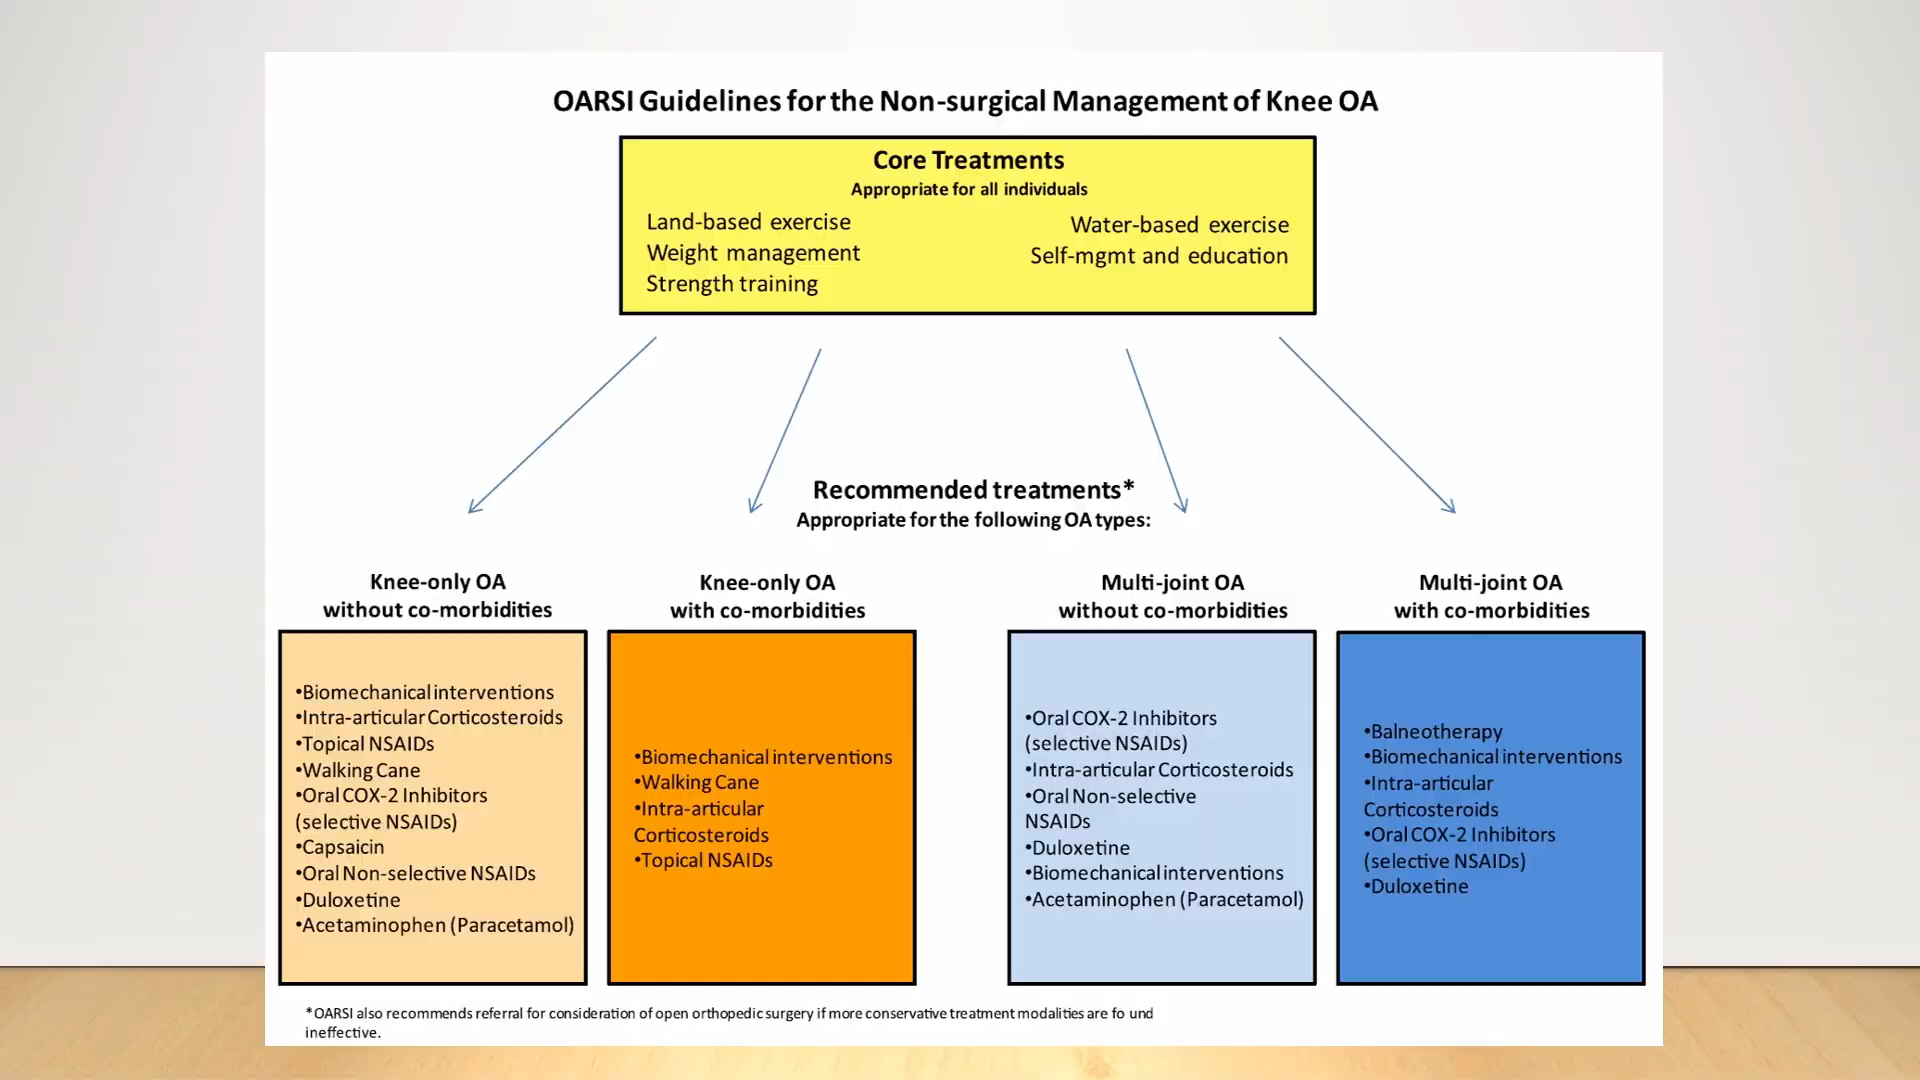 OARSI Guidelines for the Non-surgical Management of Knee OA
Core Treatments
Appropriate for all individuals
Land-based exercise
Weight management
Strength training
Water-based exercise
Self-mgmt and education
Recommended treatments*
Appropriate for the following OA types:
Knee-only OA
without co-morbidities
•Biomechanical interventions
•Intra-articular Corticosteroids
•Topical NSAIDs
•Walking Cane
•Oral COX-2 Inhibitors
(selective NSAIDs)
•Capsaicin
•Oral Non-selective NSAIDs
•Duloxetine
•Acetaminophen (Paracetamol)
Knee-only OA
with co-morbidities
•Biomechanical interventions
•Walking Cane
•Intra-articular
Corticosteroids
•Topical NSAIDs
Multi-joint OA
without co-morbidities
•Oral COX-2 Inhibitors
(selective NSAIDs)
•Intra-articular Corticosteroids
•Oral Non-selective
NSAIDs
•Duloxetine
•Biomechanical interventions
•Acetaminophen (Paracetamol)
Multi-joint OA
with co-morbidities
•Balneotherapy
•Biomechanical interventions
•Intra-articular
Corticosteroids
•Oral COX-2 Inhibitors
(selective NSAIDs)
•Duloxetine
*OARSI also recommends referral for consideration of open orthopedic surgery if more conservative treatment modalities are fo und
ineffective.